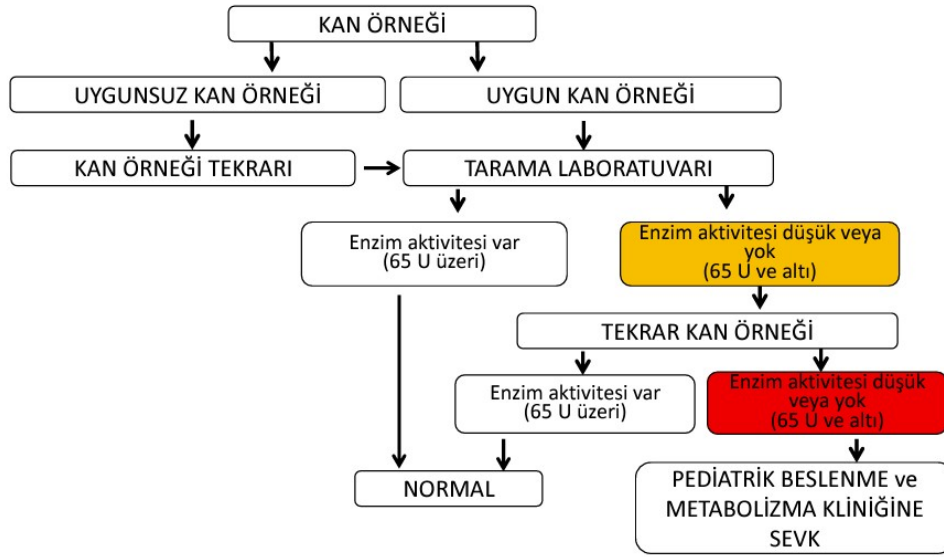 KAN ÖRNEĞİ
UYGUNSUZ KAN ÖRNEĞİ
UYGUN KAN ÖRNEĞİ
KAN ÖRNEĞİ TEKRARI
TARAMA LABORATUVARI
Enzim aktivitesi var
(65 U üzeri)
Enzim aktivitesi düşük veya
yok
(65 U ve altı)
TEKRAR KAN ÖRNEĞİ
Enzim aktivitesi var
(65 U üzeri)
Enzim aktivitesi düşük
veya yok
(65 U ve altı)
NORMAL
PEDİATRİK BESLENME ve
METABOLİZMA KLİNİĞİNE
SEVK